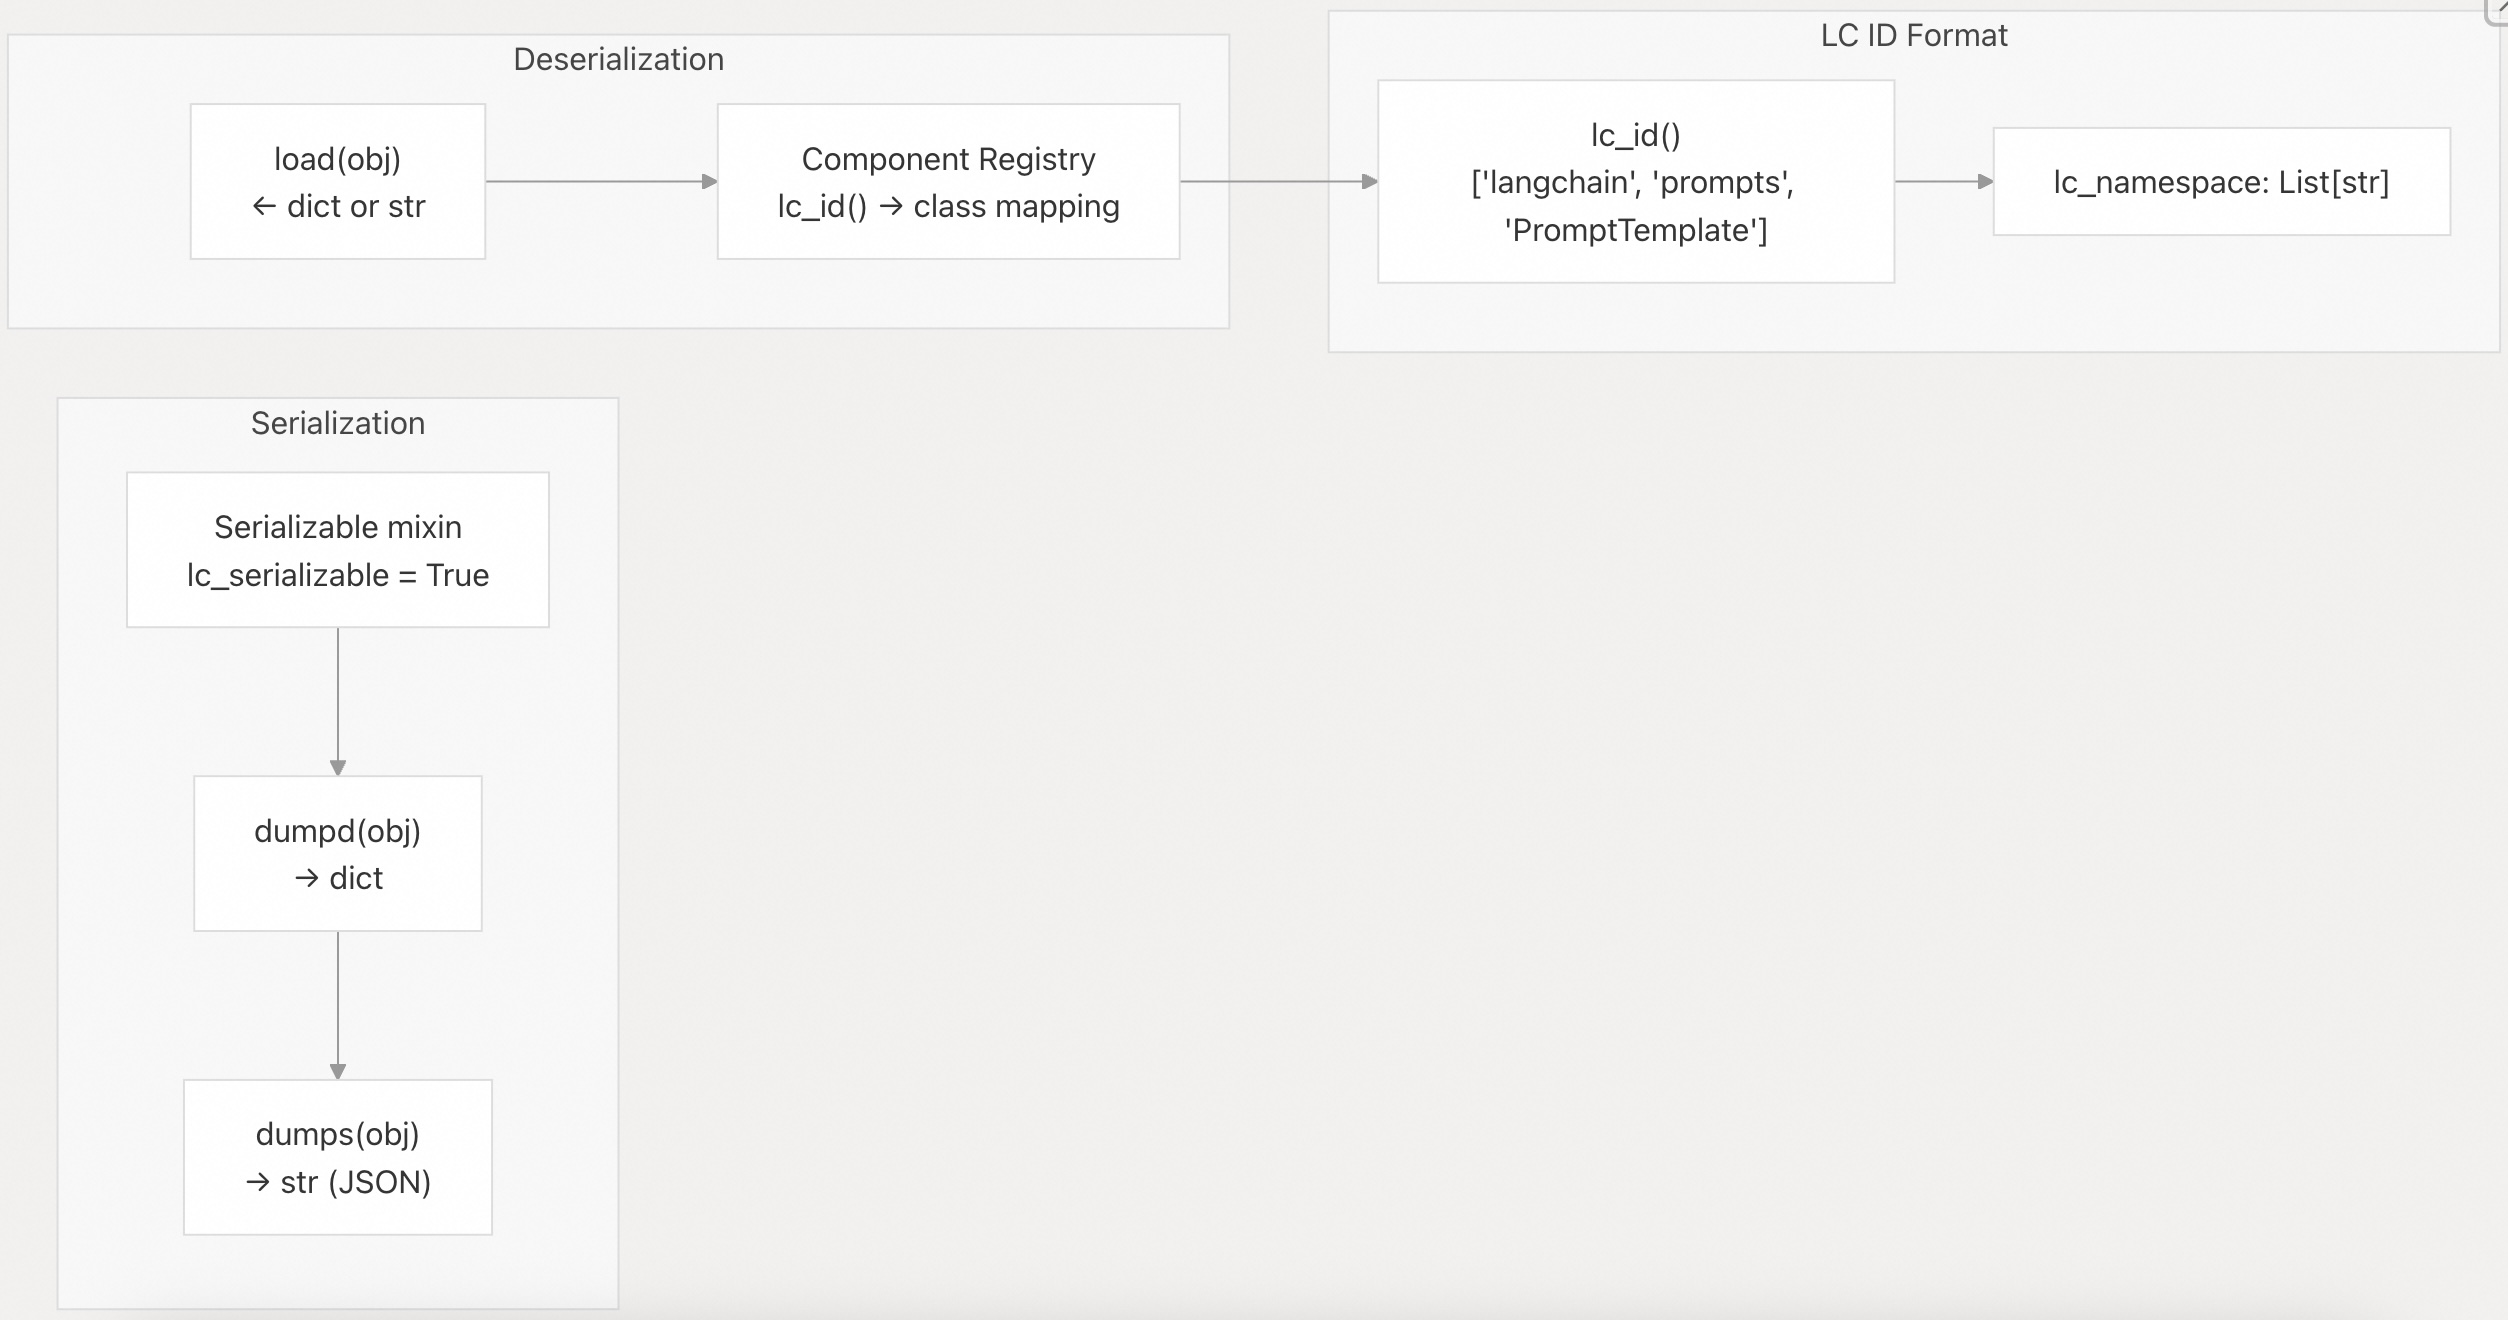 Deserialization
load(obj)
← dict or str
Component Registry
lc_id() → class mapping
LC ID Format
lc_id()
['langchain', 'prompts',
'PromptTemplate']
lc_namespace: List[str]
Serialization
Serializable mixin
lc_serializable = True
dumpd(obj)
→ dict
dumps(obj)
→ str (JSON)